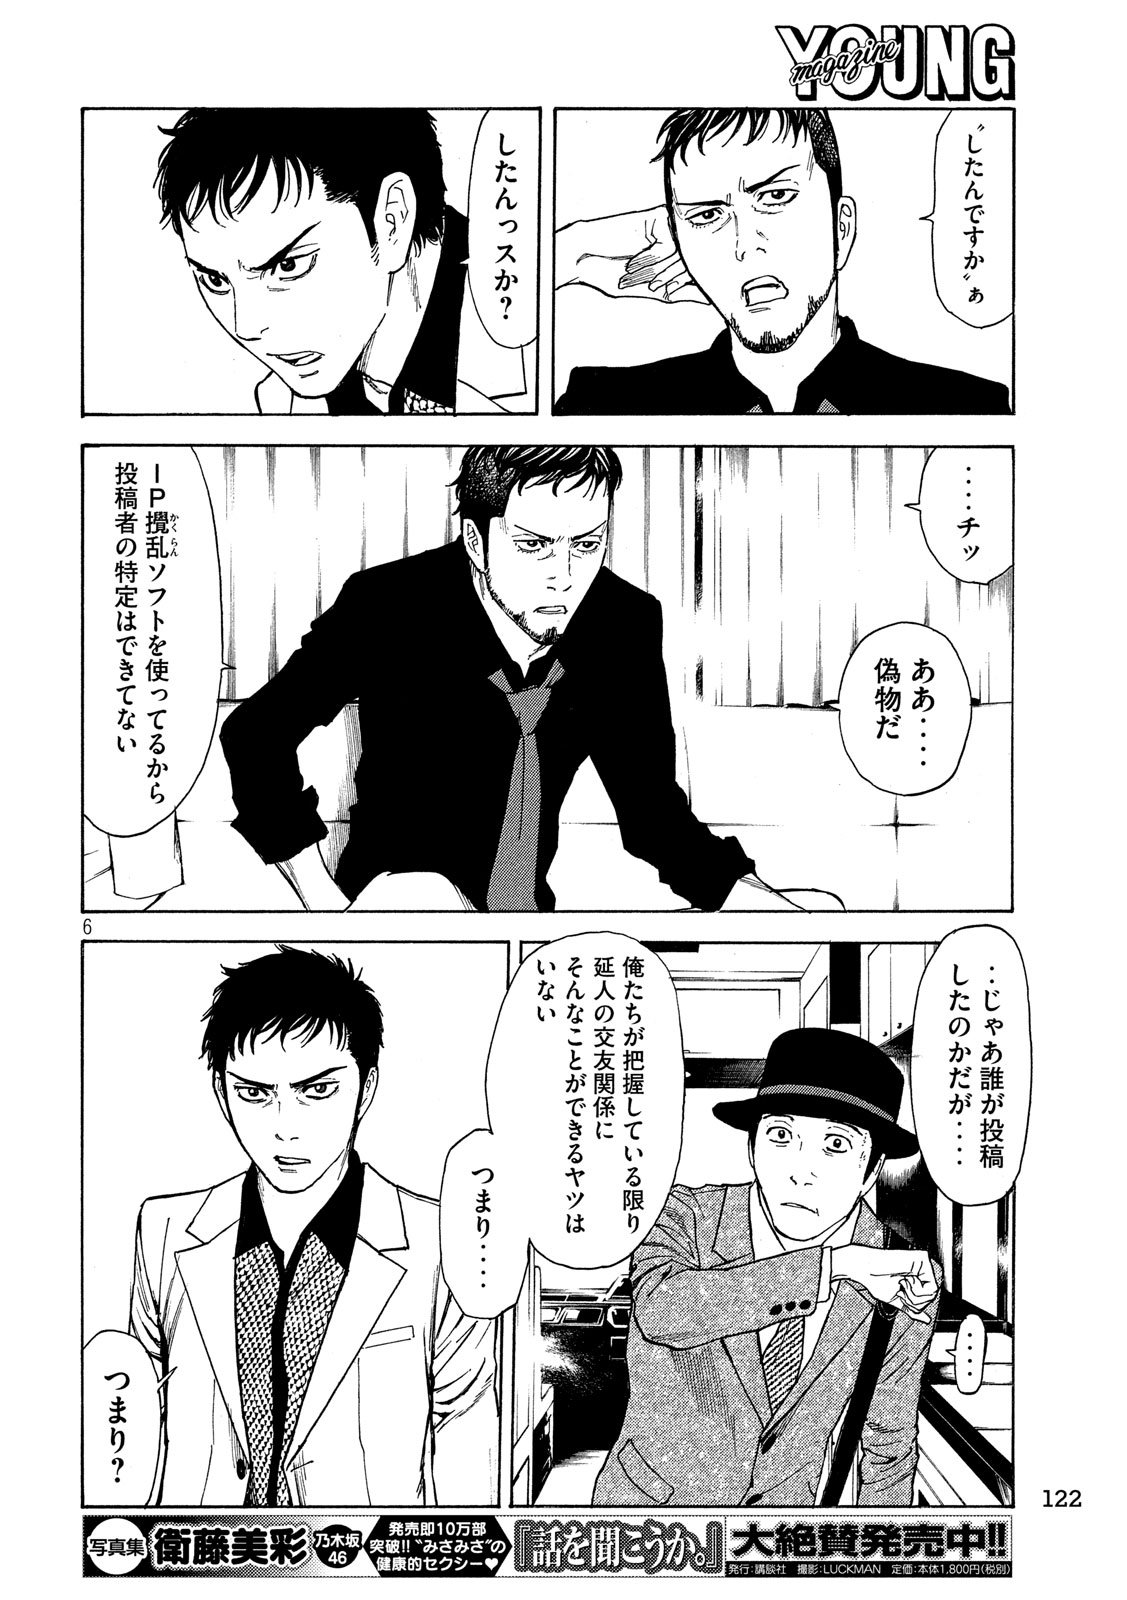 YOUNG
magazine
〝したんですか〟ぁ
したんっスか?
‥‥チッ
ああ‥‥
偽物だ
IP攪乱ソフトを使ってるから
かくらん
投稿者の特定はできてない
6
‥じゃあ誰が投稿
したのかだが‥‥
‥‥
俺たちが把握している限り
延人の交友関係に
そんなことができるヤツは
いない
つまり‥‥
つまり?
122
写真集
衛藤美彩
乃木坂
46
発売即10万部
突破!!〝みさみさ〟の
健康的セクシー♥
『話を聞こうか。』
大絶賛発売中!!
発行:講談社 撮影:LUCKMAN 定価:本体1,800円(税別)